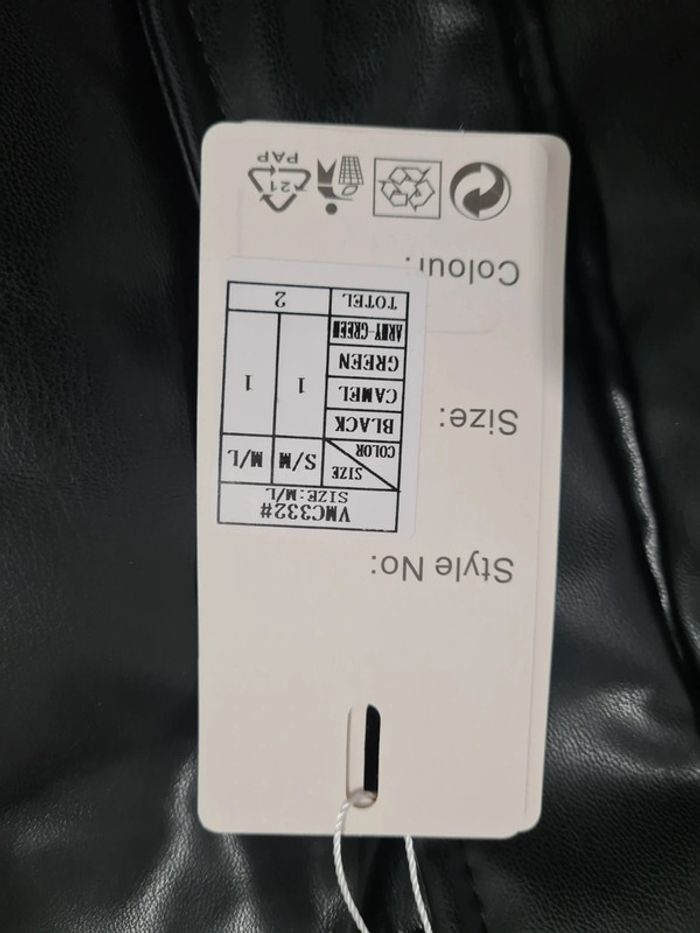 Style No:
VMC332#
SIZE:M/L
SIZE
COLOR S/M M/L
BLACK
CAMEL 1 1
GREEN
ARMY-GREEN
TOTEL 2
Size:
Colour:
21
PAP